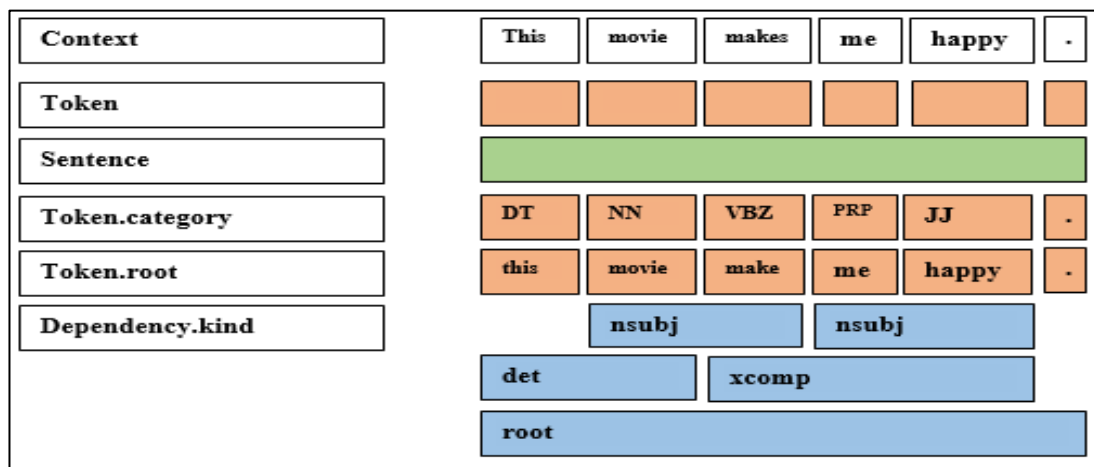 Context This movie makes me happy .
Token
Sentence
Token.category DT NN VBZ PRP JJ .
Token.root this movie make me happy .
Dependency.kind nsubj nsubj
det xcomp
root